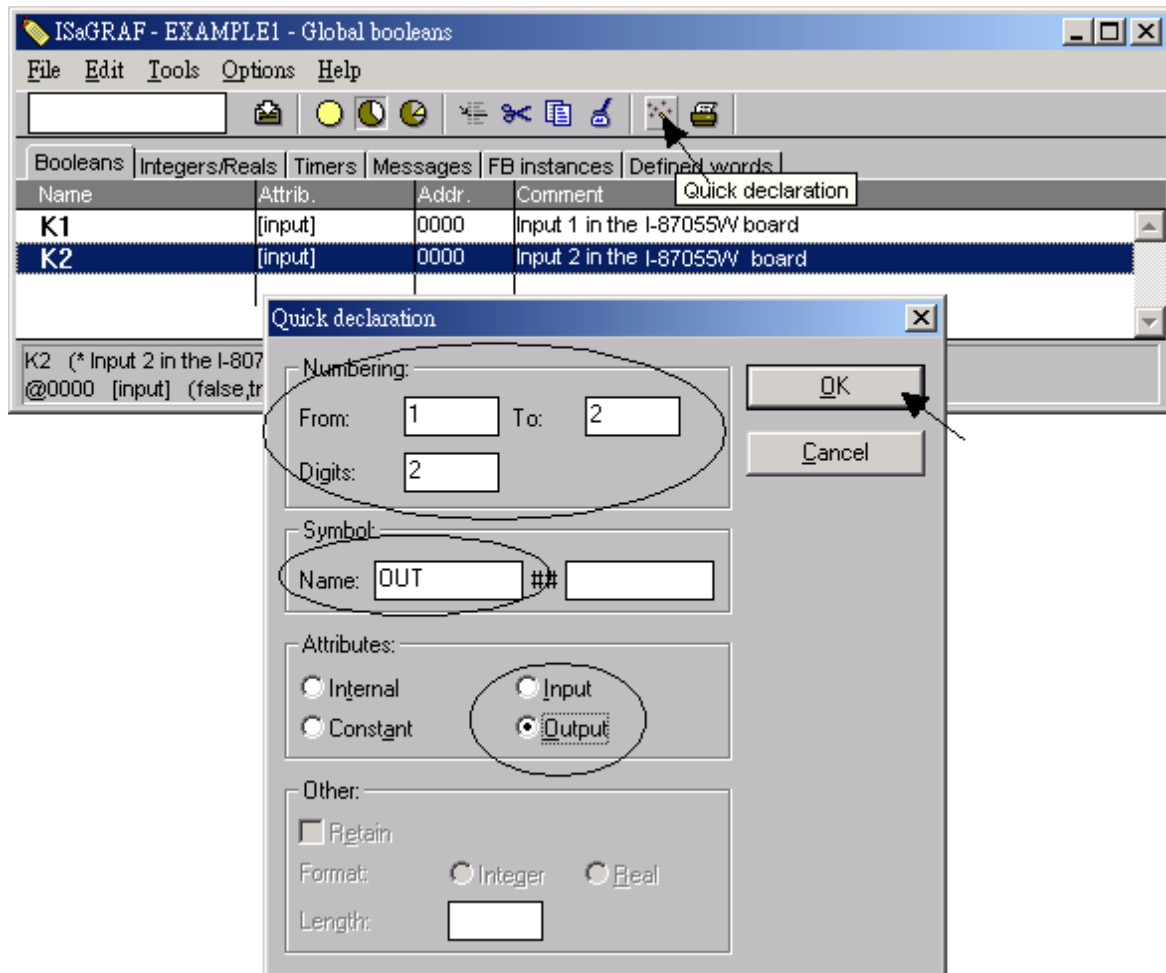 ISaGRAF - EXAMPLE1 - Global booleans
File Edit Tools Options Help
Booleans Integers/Reals Timers Messages FB instances Defined words
Quick declaration
Name Attrib. Addr. Comment
K1 [input] 0000 Input 1 in the I-87055W board
K2 [input] 0000 Input 2 in the I-87055W board
K2 (* Input 2 in the I-807
@0000 [input] (false,tr
Quick declaration
Numbering:
From: 1 To: 2
Digits: 2
OK
Cancel
Symbol:
Name: OUT ##
Attributes:
Internal Input
Constant Output
Other:
Retain
Format: Integer Real
Length: